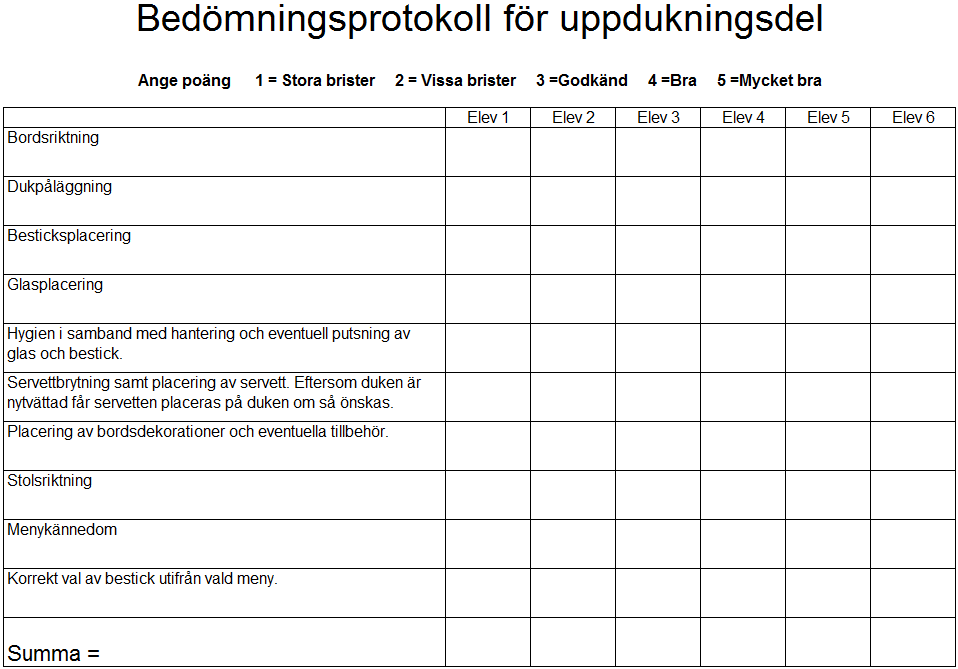 Bedömningsprotokoll för uppdukningsdel
Ange poäng 1 = Stora brister 2 = Vissa brister 3 =Godkänd 4 =Bra 5 =Mycket bra
Elev 1 Elev 2 Elev 3 Elev 4 Elev 5 Elev 6
Bordsriktning
Dukpåläggning
Besticksplacering
Glasplacering
Hygien i samband med hantering och eventuell putsning av
glas och bestick.
Servettbrytning samt placering av servett. Eftersom duken är
nytvättad får servetten placeras på duken om så önskas.
Placering av bordsdekorationer och eventuella tillbehör.
Stolsriktning
Menykännedom
Korrekt val av bestick utifrån vald meny.
Summa =